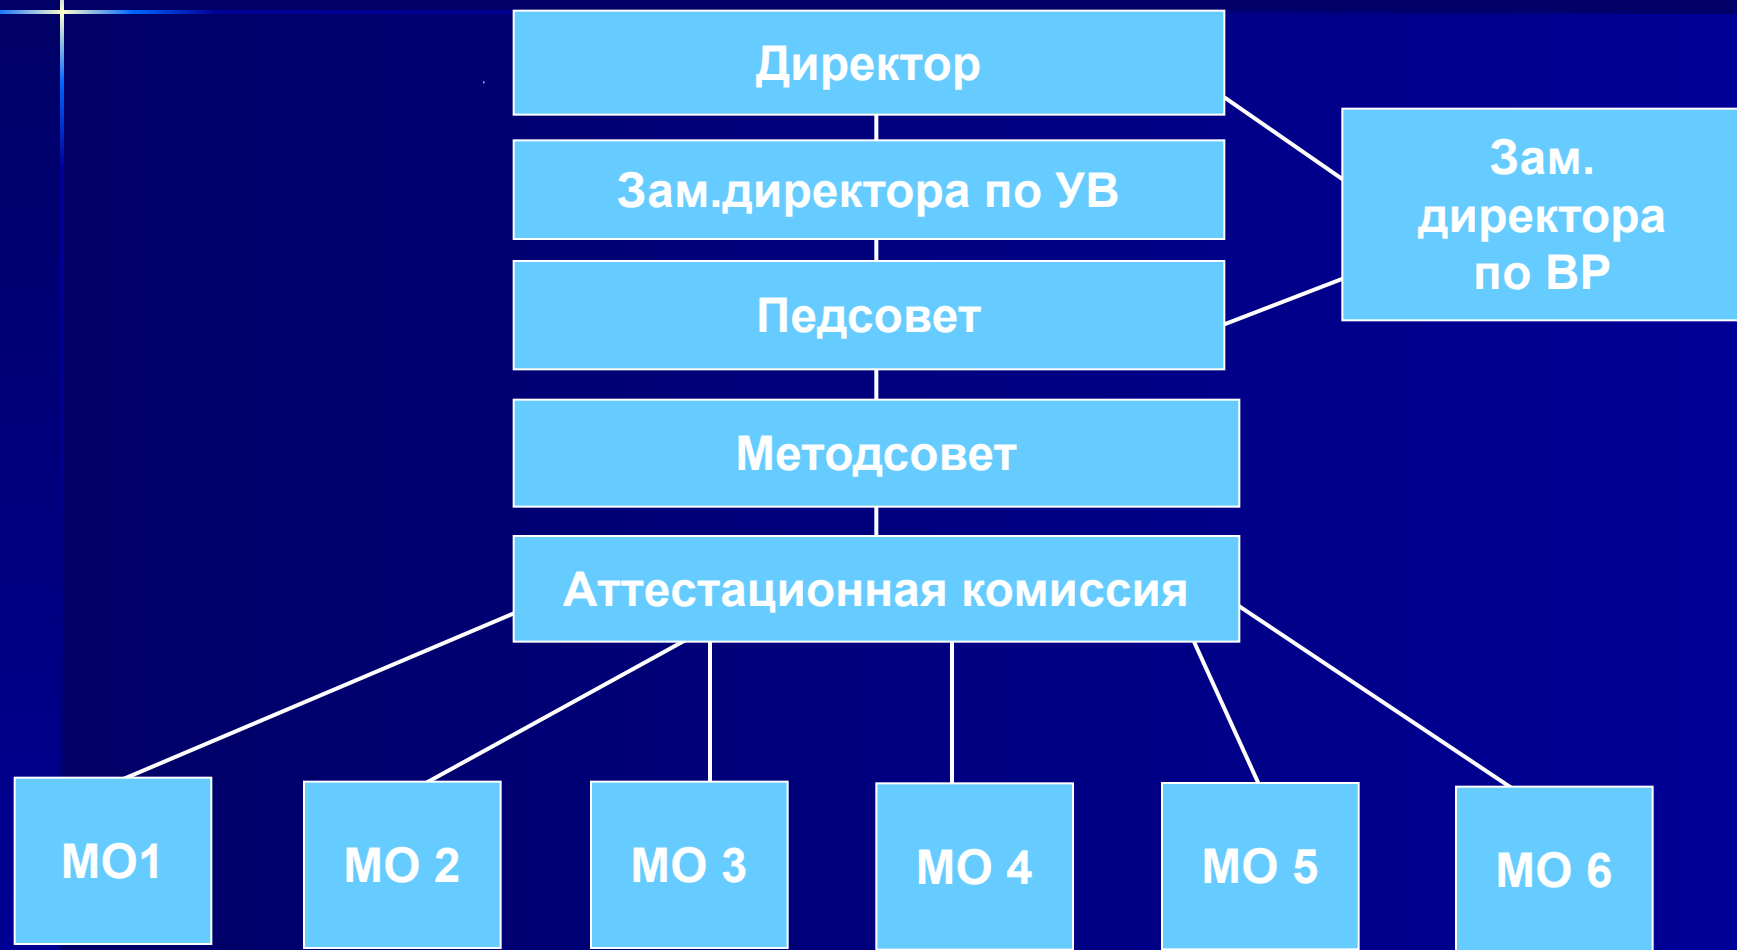 Директор
Зам.директора по УВ
Зам.
директора
по ВР
Педсовет
Методсовет
Аттестационная комиссия
МО1
МО 2
МО 3
МО 4
МО 5
МО 6